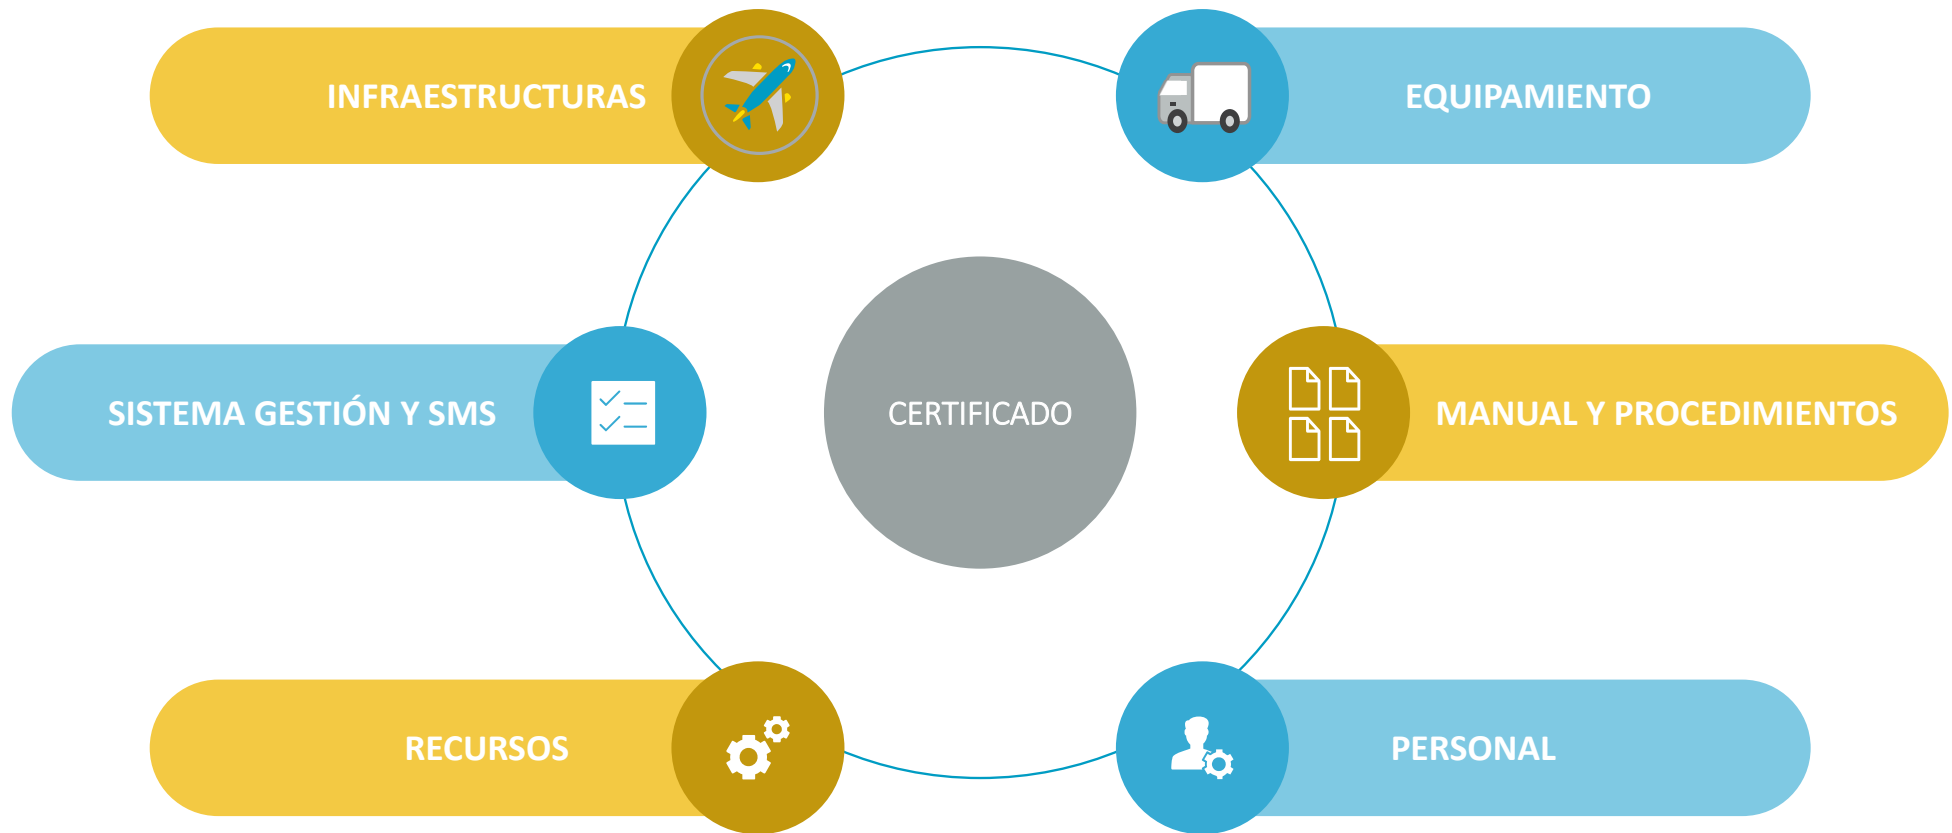 INFRAESTRUCTURAS
EQUIPAMIENTO
SISTEMA GESTIÓN Y SMS
CERTIFICADO
MANUAL Y PROCEDIMIENTOS
RECURSOS
PERSONAL